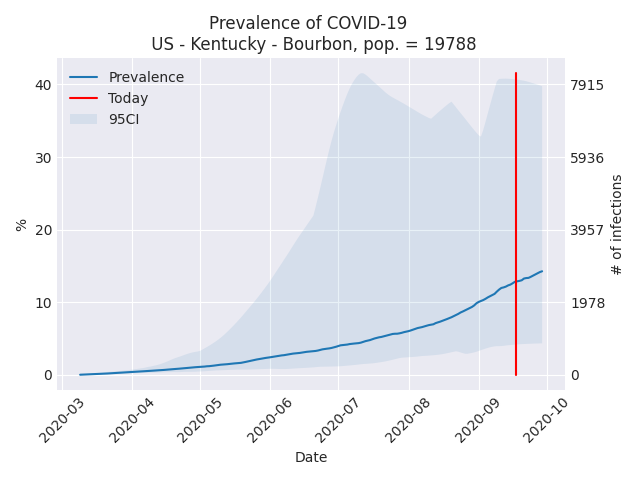 Prevalence of COVID-19
US - Kentucky - Bourbon, pop. = 19788
Prevalence
Today
95CI
40
30
20
10
0
%
7915
5936
3957
1978
0
# of infections
2020-03
2020-04
2020-05
2020-06
2020-07
2020-08
2020-09
2020-10
Date